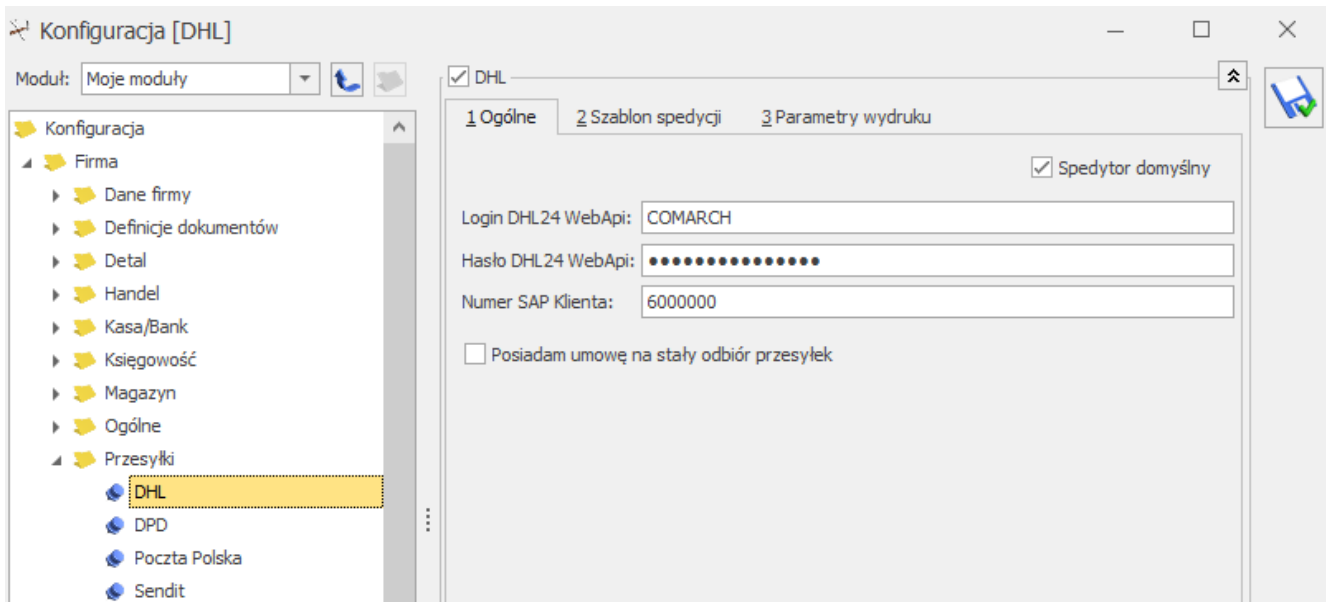 Konfiguracja [DHL]
Moduł: Moje moduły
Konfiguracja
Firma
Dane firmy
Definicje dokumentów
Detal
Handel
Kasa/Bank
Księgowość
Magazyn
Ogólne
Przesyłki
DHL
DPD
Poczta Polska
Sendit
DHL
1 Ogólne 2 Szablon spedycji 3 Parametry wydruku
Spedytor domyślny
Login DHL24 WebApi: COMARCH
Hasło DHL24 WebApi: ●●●●●●●●●●●●●●●
Numer SAP Klienta: 6000000
Posiadam umowę na stały odbiór przesyłek